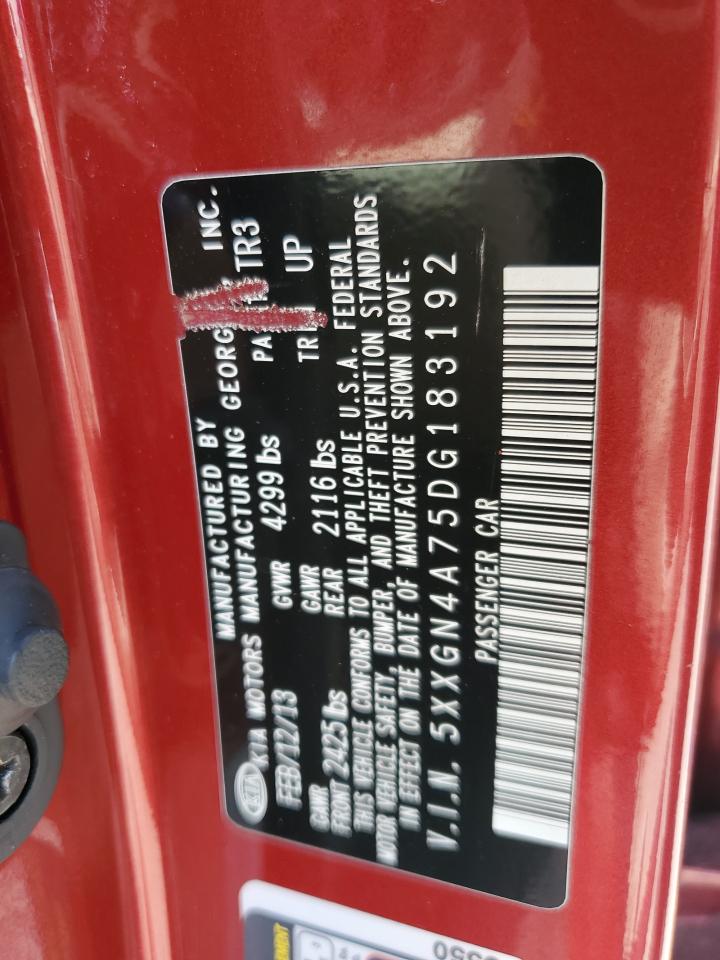 MANUFACTURED BY
KIA KIA MOTORS MANUFACTURING GEORG INC.
FEB/12/13 GVWR 4299 lbs PA TR3
GAWR GAWR TR UP
FRONT 2425 lbs REAR 2116 lbs
THIS VEHICLE CONFORMS TO ALL APPLICABLE U.S.A. FEDERAL
MOTOR VEHICLE SAFETY, BUMPER, AND THEFT PREVENTION STANDARDS
IN EFFECT ON THE DATE OF MANUFACTURE SHOWN ABOVE.
V.I.N. 5XXGN4A75DG183192
PASSENGER CAR